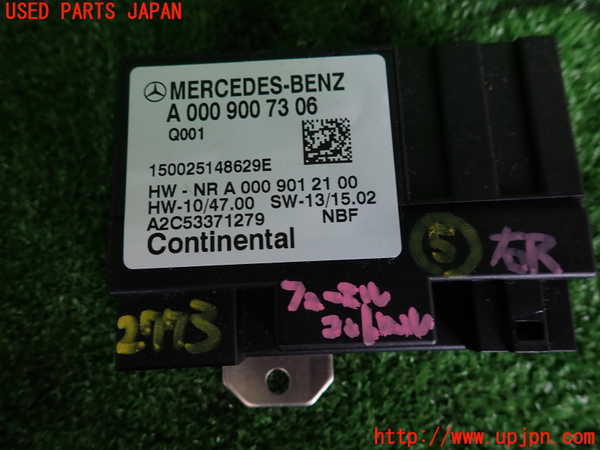 USED PARTS JAPAN
MERCEDES-BENZ
A 000 900 73 06
Q001
150025148629E
HW - NR A 000 901 21 00
HW-10/47.00 SW-13/15.02
A2C53371279 NBF
Continental
⑤ R
フューエル
コントロール
2773
http://www.upjpn.com